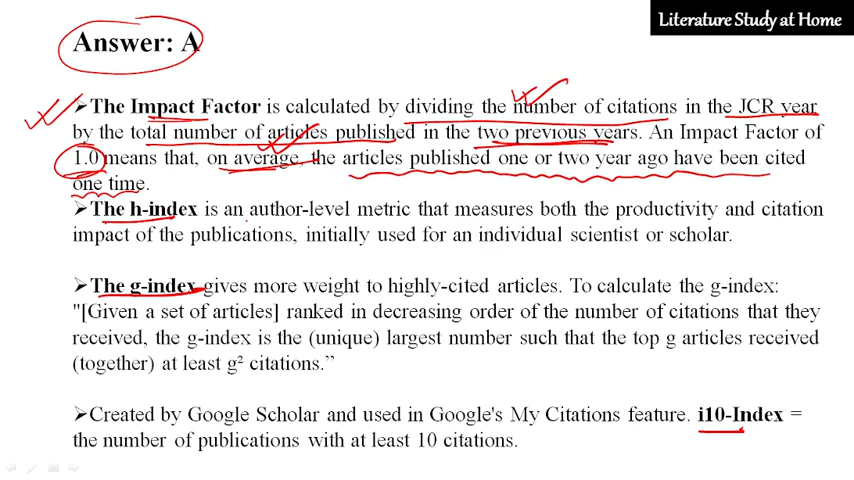 Literature Study at Home
Answer: A
➢The Impact Factor is calculated by dividing the number of citations in the JCR year
by the total number of articles published in the two previous years. An Impact Factor of
1.0 means that, on average, the articles published one or two year ago have been cited
one time.
➢The h-index is an author-level metric that measures both the productivity and citation
impact of the publications, initially used for an individual scientist or scholar.
➢The g-index gives more weight to highly-cited articles. To calculate the g-index:
"[Given a set of articles] ranked in decreasing order of the number of citations that they
received, the g-index is the (unique) largest number such that the top g articles received
(together) at least g² citations.”
➢Created by Google Scholar and used in Google's My Citations feature. i10-Index =
the number of publications with at least 10 citations.